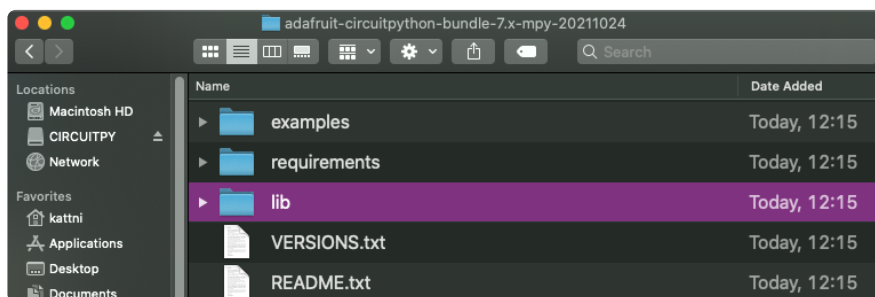 adafruit-circuitpython-bundle-7.x-mpy-20211024
Search
Locations
Macintosh HD
CIRCUITPY
Network
Favorites
kattni
Applications
Desktop
Documents
Name Date Added
examples Today, 12:15
requirements Today, 12:15
lib Today, 12:15
VERSIONS.txt Today, 12:15
README.txt Today, 12:15